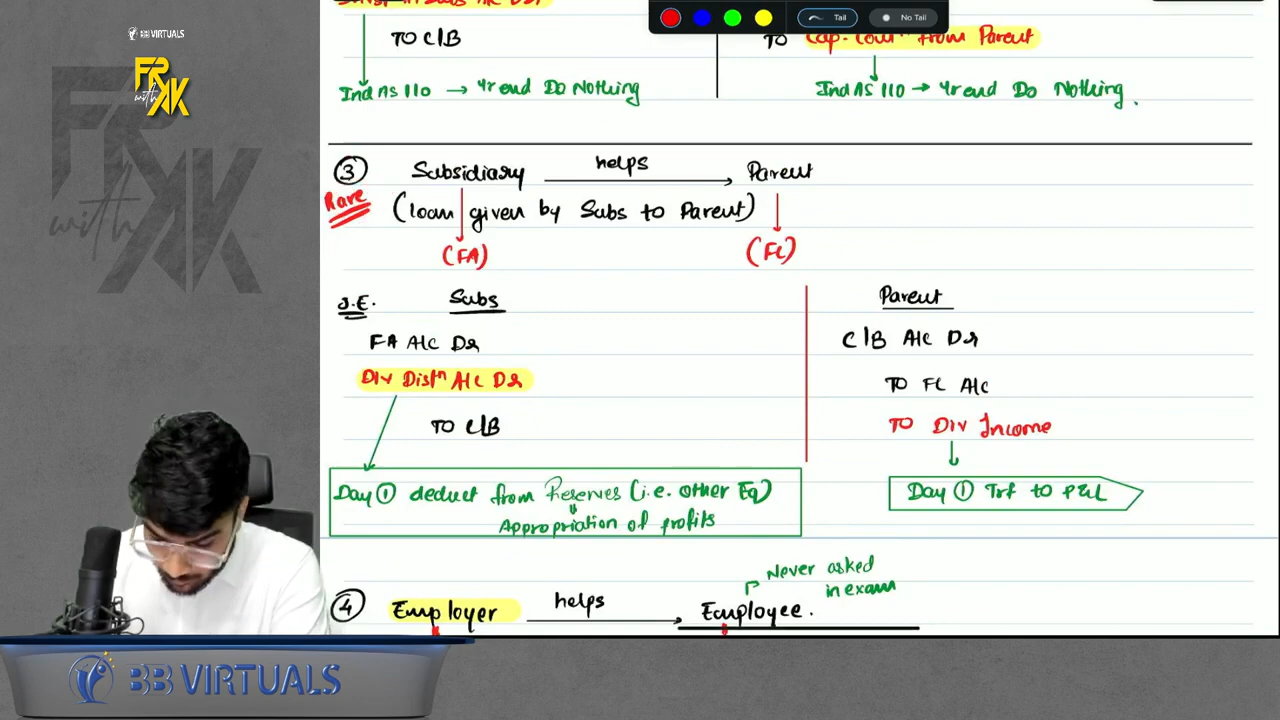 BB VIRTUALS
FR
with
AK
Tail
No Tail
TO C/B
TO Cap. Contn from Parent
Ind AS 110 → Yrend Do Nothing
Ind AS 110 → Yrend Do Nothing.
③ Subsidiary helps Parent
Rare
(loan given by Subs to Parent)
(FA)
(FL)
J.E. Subs
Parent
FA A/c Dr
C/B A/c Dr
Div Distn A/c Dr
TO FL A/c
TO C/B
TO Div Income
Day ① deduct from Reserves (i.e. other Eq)
Appropriation of profits
Day ① Trf to P&L
Never asked
in exam
④ Employer helps Employee.
BB VIRTUALS